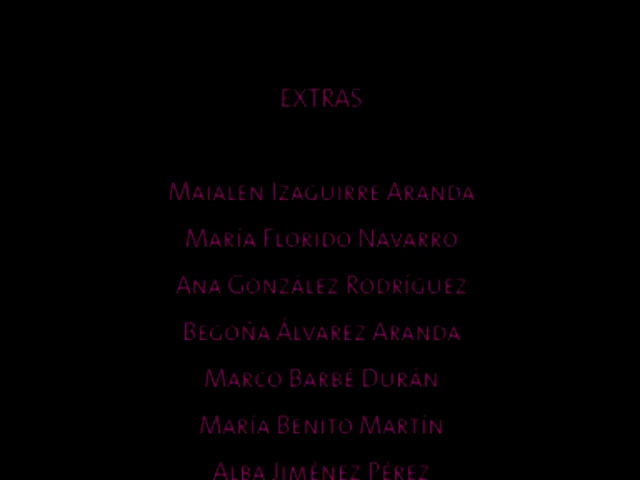 EXTRAS
MAIALEN IZAGUIRRE ARANDA
MARÍA FLORIDO NAVARRO
ANA GONZÁLEZ RODRÍGUEZ
BEGOÑA ÁLVAREZ ARANDA
MARCO BARBÉ DURÁN
MARÍA BENITO MARTÍN
ALBA JIMÉNEZ PÉREZ